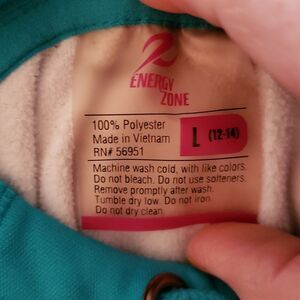 ENERGY
ZONE
100% Polyester
Made in Vietnam
RN# 56951
L (12-14)
Machine wash cold, with like colors.
Do not bleach. Do not use softeners.
Remove promptly after wash.
Tumble dry low. Do not iron.
Do not dry clean.